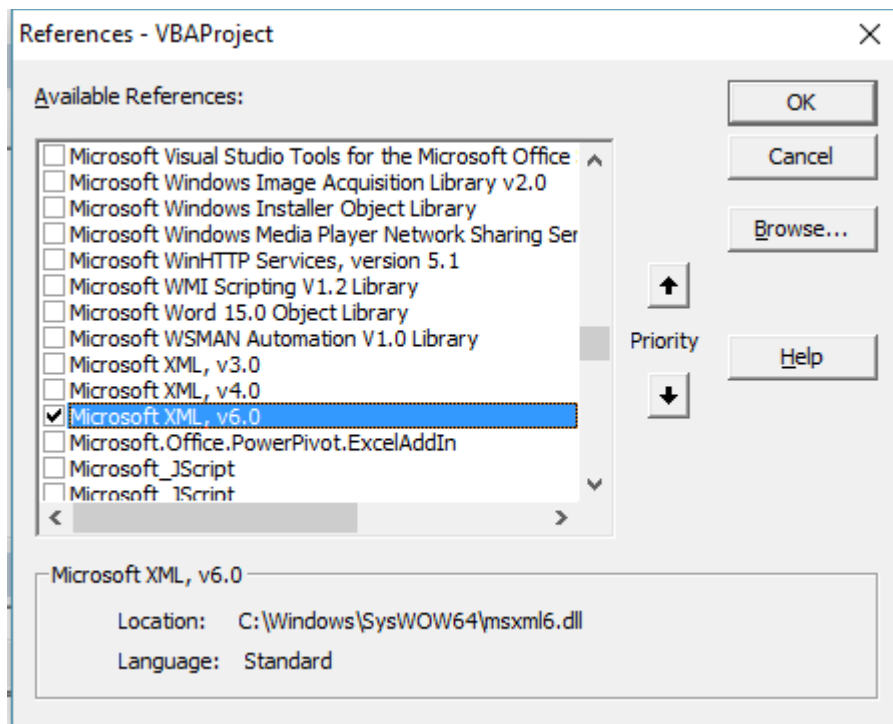 References - VBAProject
Available References:
OK
Cancel
Browse...
Priority
Help
Microsoft Visual Studio Tools for the Microsoft Office
Microsoft Windows Image Acquisition Library v2.0
Microsoft Windows Installer Object Library
Microsoft Windows Media Player Network Sharing Ser
Microsoft WinHTTP Services, version 5.1
Microsoft WMI Scripting V1.2 Library
Microsoft Word 15.0 Object Library
Microsoft WSMAN Automation V1.0 Library
Microsoft XML, v3.0
Microsoft XML, v4.0
Microsoft XML, v6.0
Microsoft.Office.PowerPivot.ExcelAddIn
Microsoft_JScript
Microsoft_JScript
Microsoft XML, v6.0
Location: C:\Windows\SysWOW64\msxml6.dll
Language: Standard